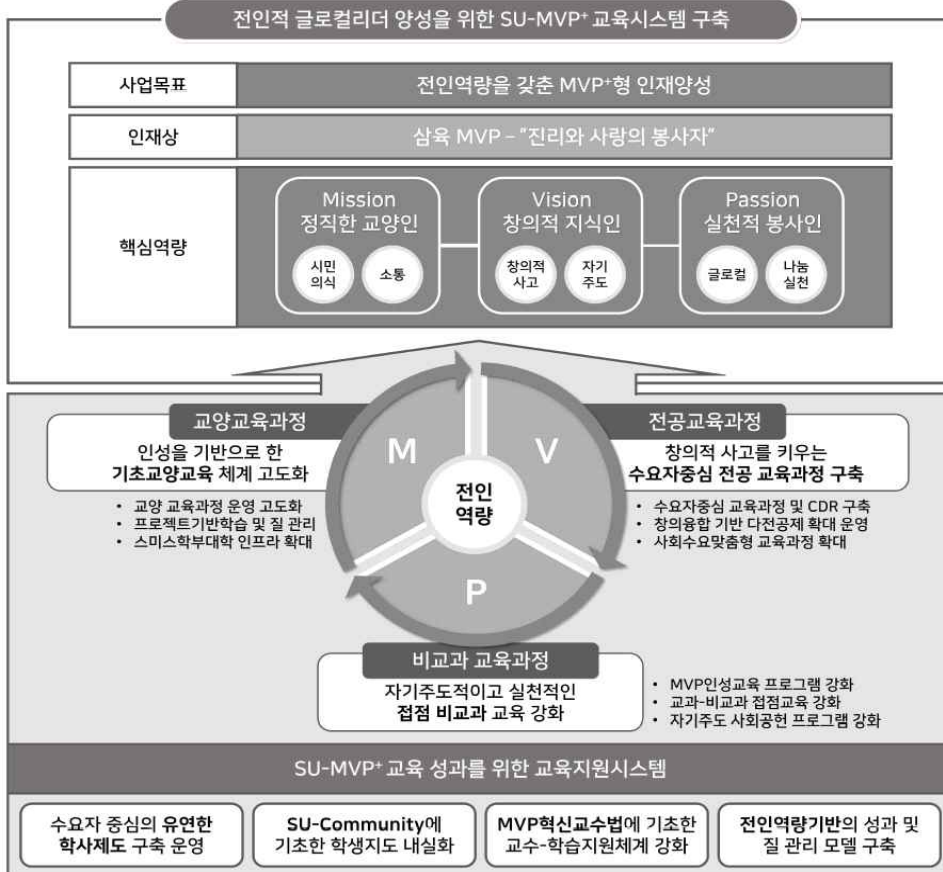 전인적 글로컬리더 양성을 위한 SU-MVP⁺ 교육시스템 구축
사업목표
전인역량을 갖춘 MVP⁺형 인재양성
인재상
삼육 MVP – "진리와 사랑의 봉사자"
핵심역량
Mission
정직한 교양인
시민
의식
소통
Vision
창의적 지식인
창의적
사고
자기
주도
Passion
실천적 봉사인
글로컬
나눔
실천
교양교육과정
인성을 기반으로 한
기초교양교육 체계 고도화
• 교양 교육과정 운영 고도화
• 프로젝트기반학습 및 질 관리
• 스미스학부대학 인프라 확대
M
V
P
전인
역량
전공교육과정
창의적 사고를 키우는
수요자중심 전공 교육과정 구축
• 수요자중심 교육과정 및 CDR 구축
• 창의융합 기반 다전공제 확대 운영
• 사회수요맞춤형 교육과정 확대
비교과 교육과정
자기주도적이고 실천적인
접점 비교과 교육 강화
• MVP인성교육 프로그램 강화
• 교과-비교과 접점교육 강화
• 자기주도 사회공헌 프로그램 강화
SU-MVP⁺ 교육 성과를 위한 교육지원시스템
수요자 중심의 유연한
학사제도 구축 운영
SU-Community에
기초한 학생지도 내실화
MVP혁신교수법에 기초한
교수-학습지원체계 강화
전인역량기반의 성과 및
질 관리 모델 구축